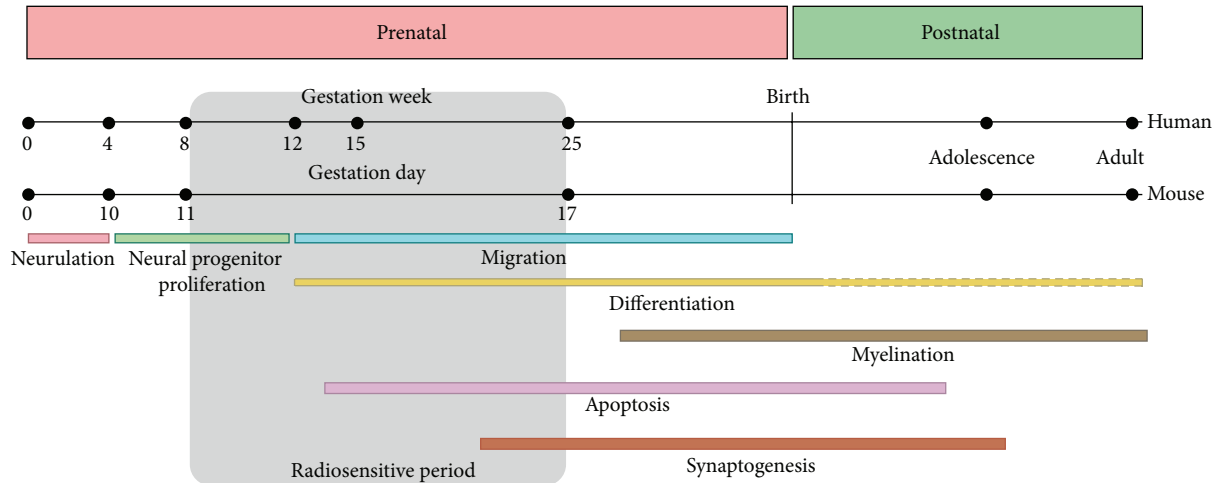 Prenatal
Postnatal
Gestation week
Birth
Human
0
4
8
12
15
25
Adolescence
Adult
Gestation day
Mouse
0
10
11
17
Neurulation
Neural progenitor
proliferation
Migration
Differentiation
Myelination
Apoptosis
Synaptogenesis
Radiosensitive period